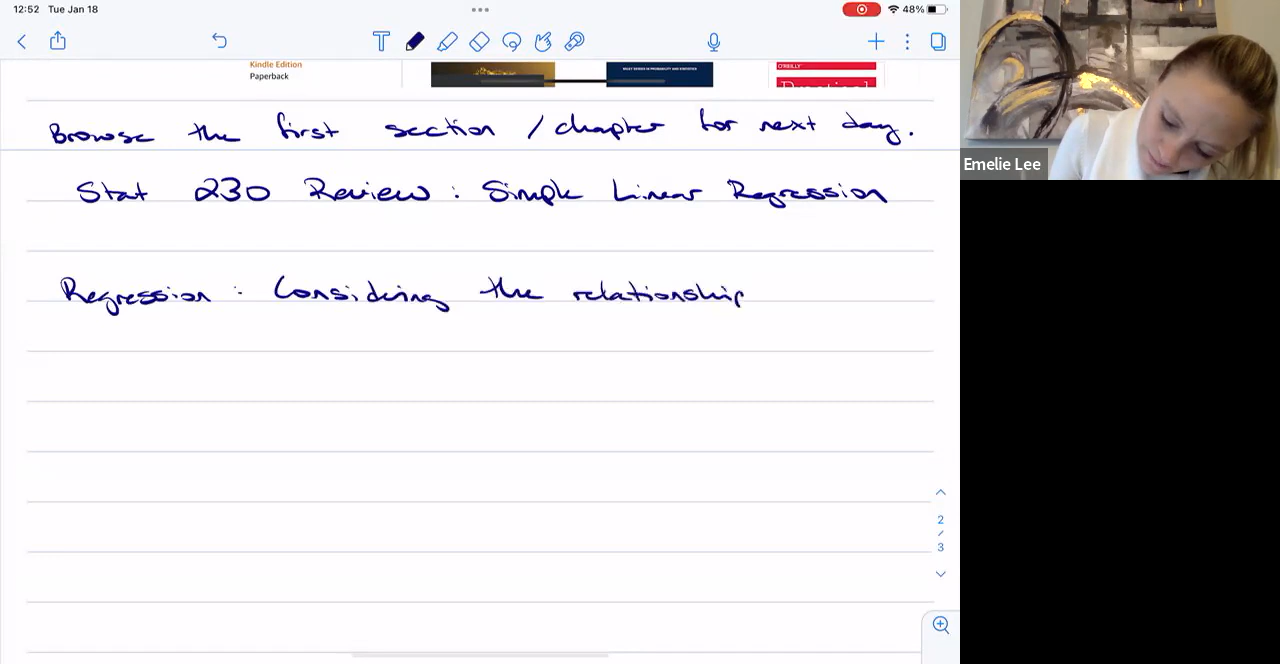 12:52 Tue Jan 18
48%
Kindle Edition
Paperback
O'REILLY
Browse the first section / chapter for next day.
Stat 230 Review : Simple Linear Regression
Regression : Considering the relationship
Emelie Lee
2
/
3